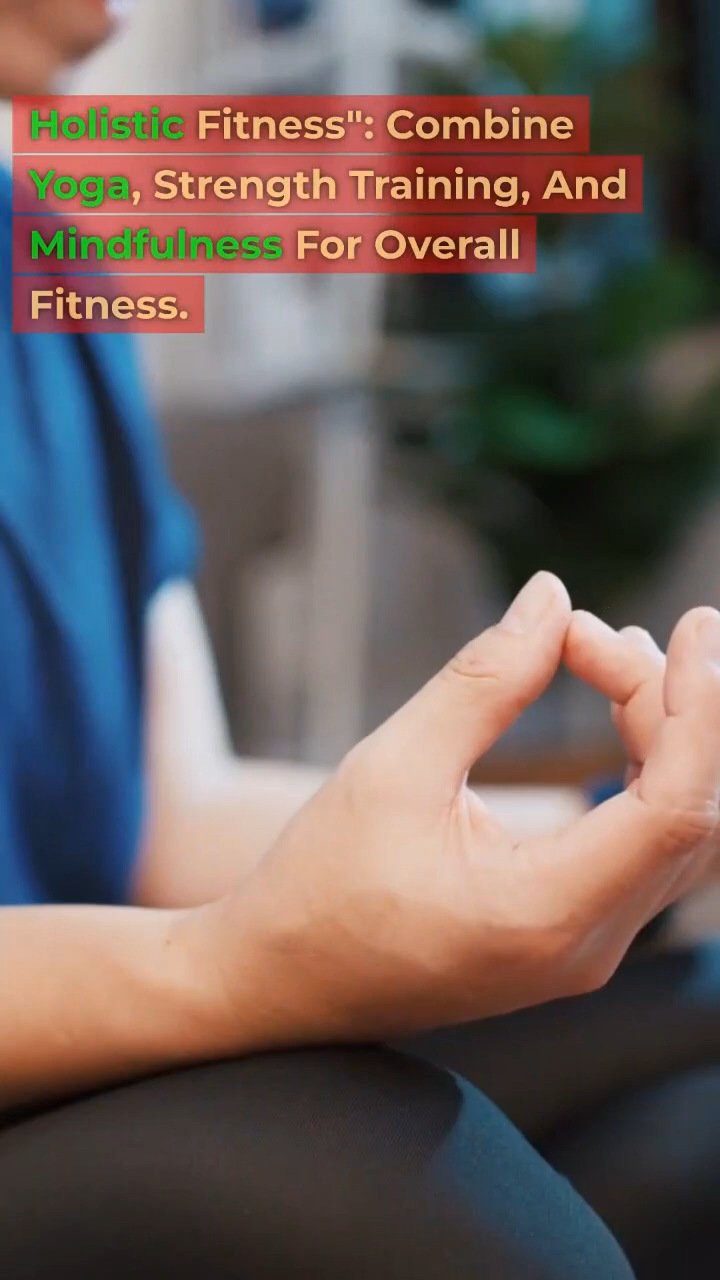 Holistic Fitness": Combine
Yoga, Strength Training, And
Mindfulness For Overall
Fitness.